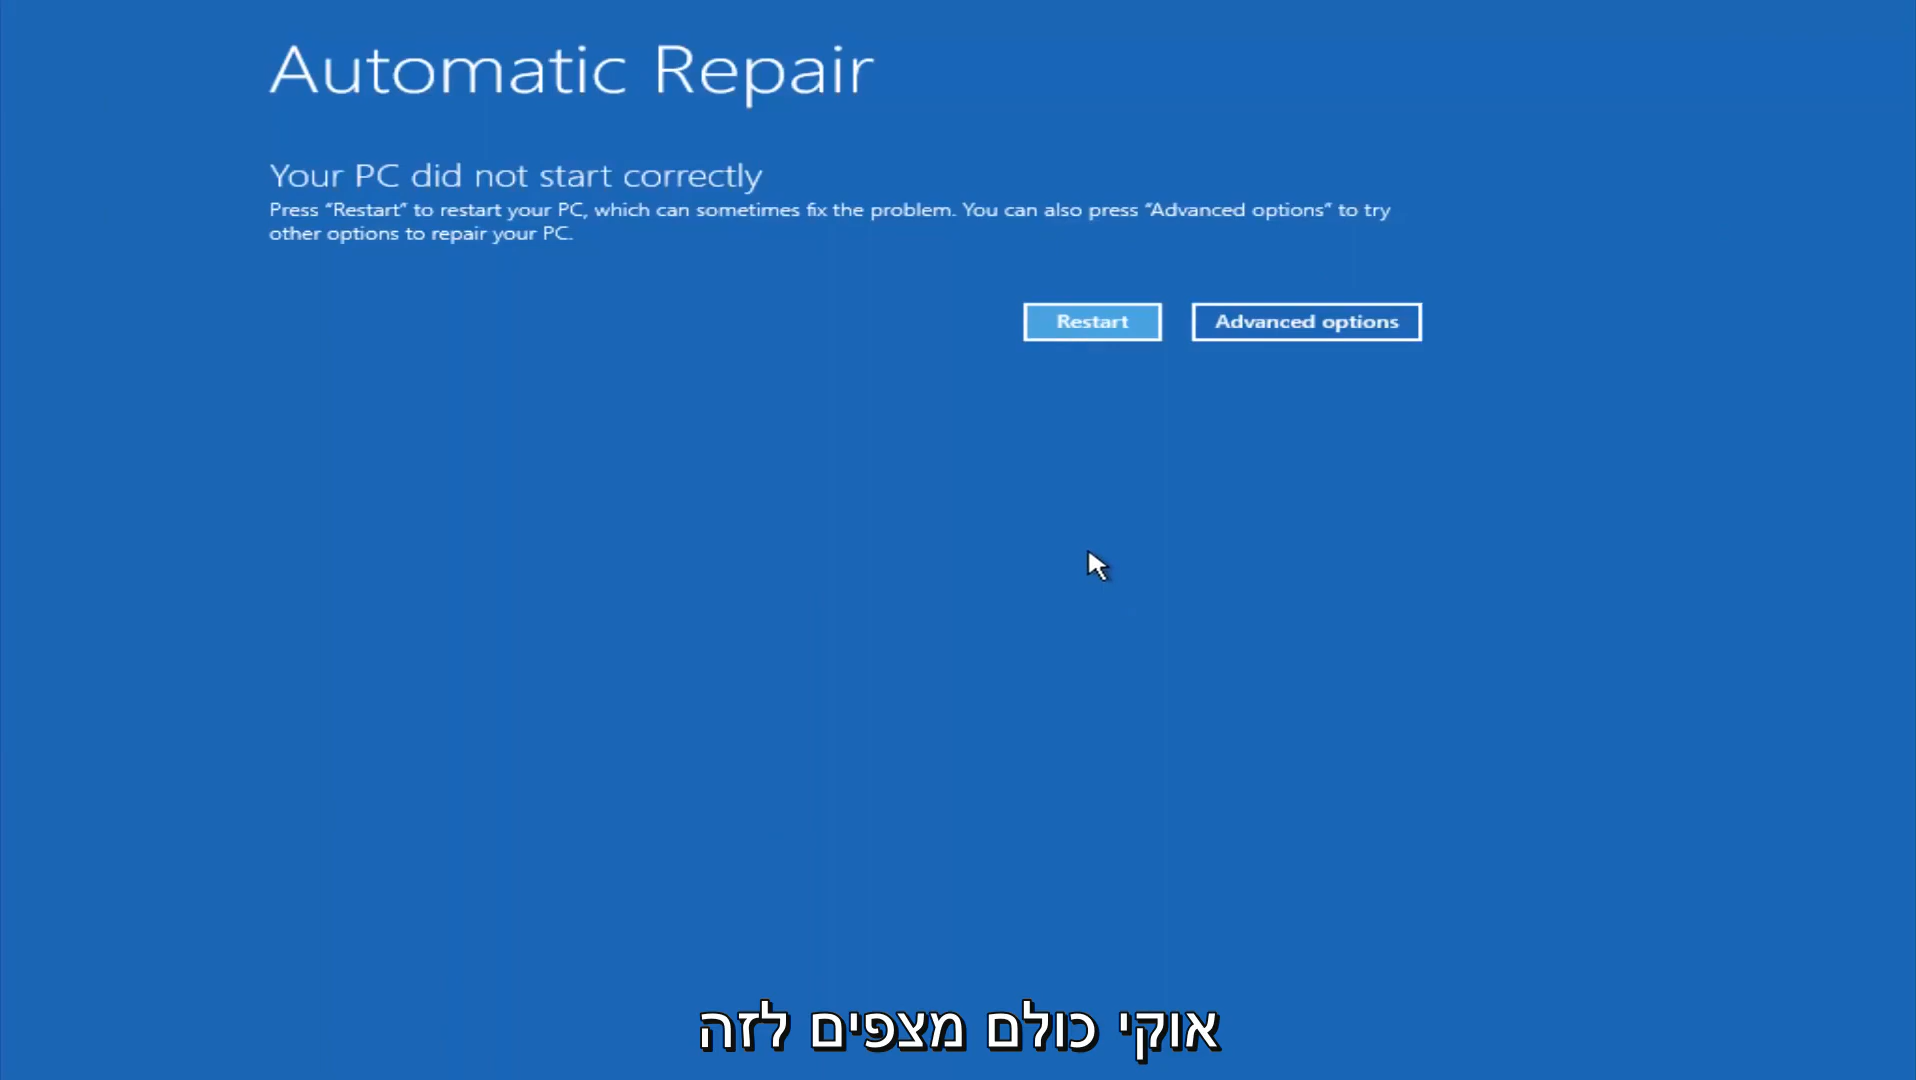 Automatic Repair
Your PC did not start correctly
Press “Restart” to restart your PC, which can sometimes fix the problem. You can also press “Advanced options” to try
other options to repair your PC.
Restart
Advanced options
אוקי כולם מצפים לזה